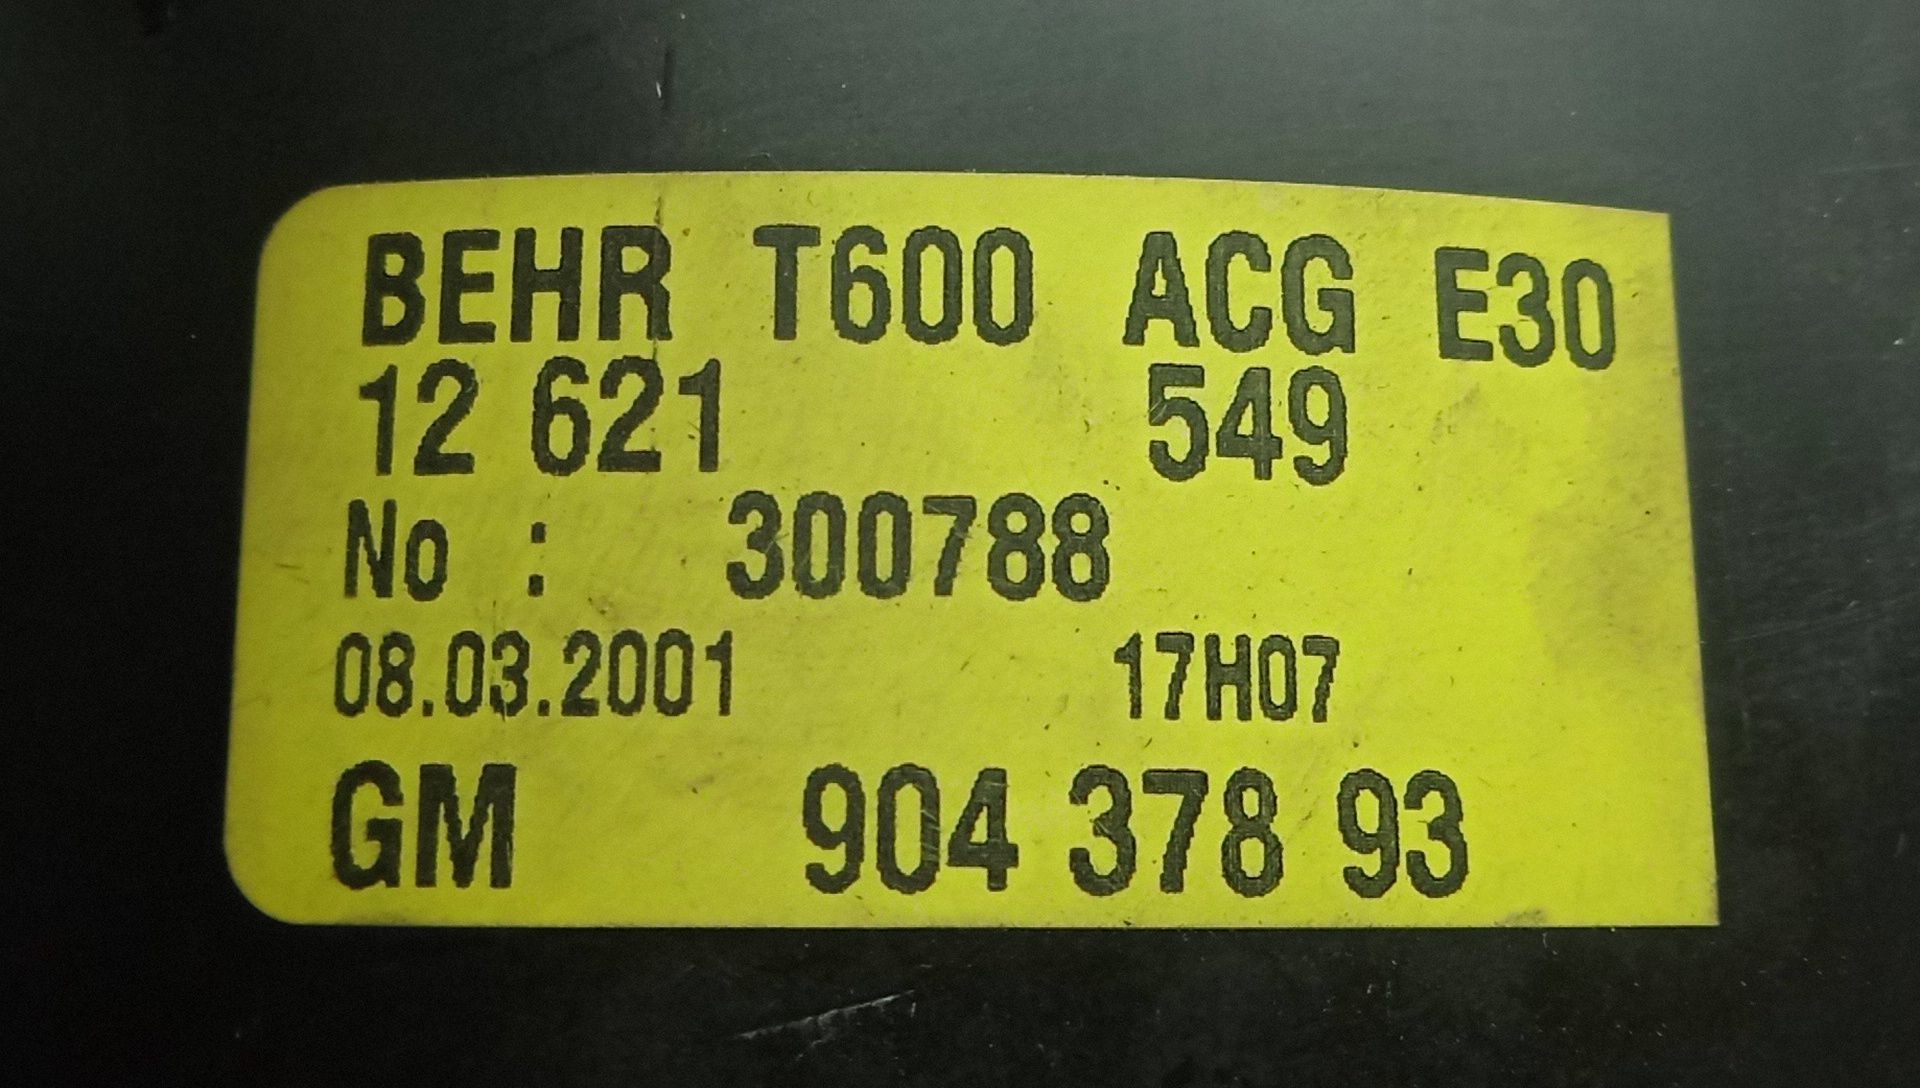 BEHR T600 ACG E30
12 621 549
No : 300788
08.03.2001 17H07
GM 904 378 93